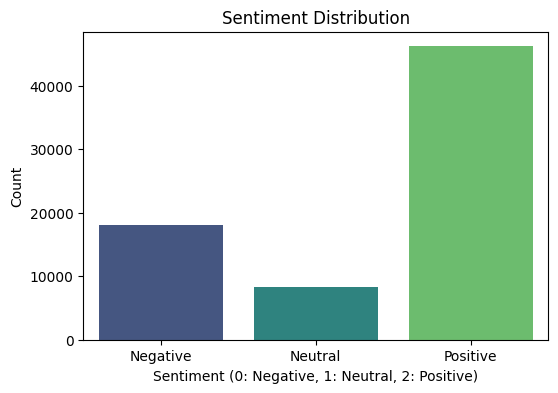 Sentiment Distribution
Count
40000
30000
20000
10000
0
Negative Neutral Positive
Sentiment (0: Negative, 1: Neutral, 2: Positive)